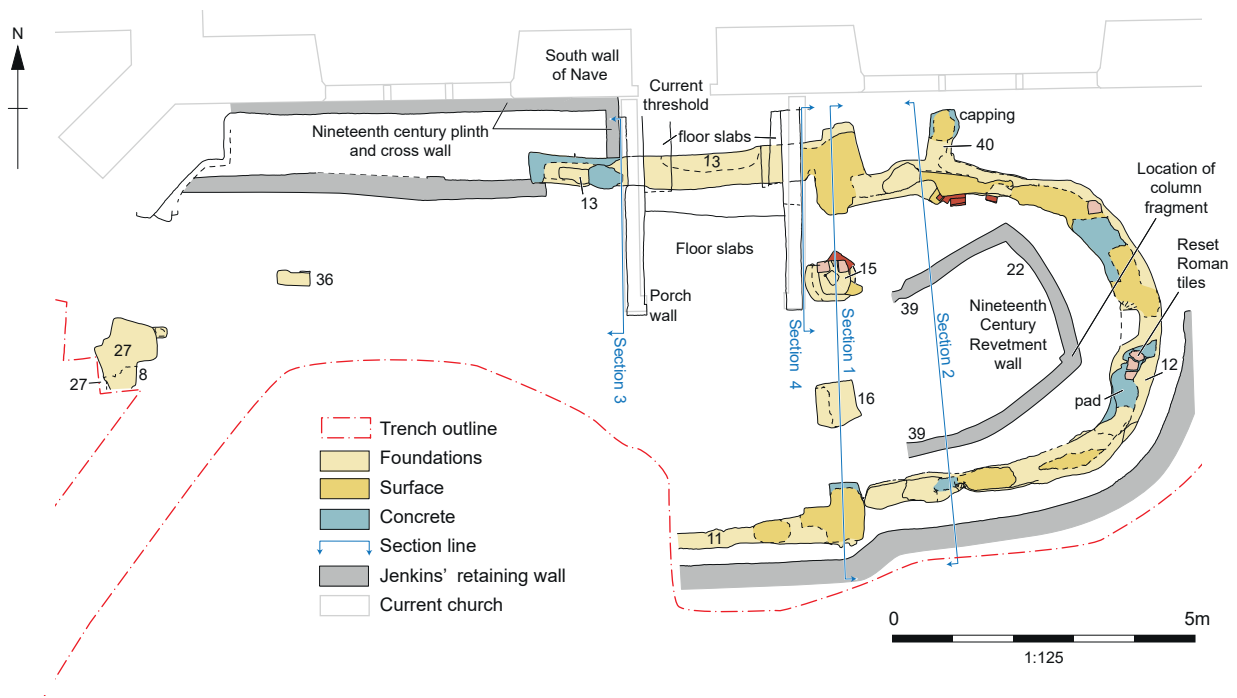 N
South wall
of Nave
Current
threshold
floor slabs
Nineteenth century plinth
and cross wall
capping
40
13
13
Location of
column
fragment
Reset
Roman
tiles
36
15
22
39
Floor slabs
Porch
wall
Nineteenth
Century
Revetment
wall
27
27
8
12
pad
16
39
11
Section 3
Section 4
Section 1
Section 2
Trench outline
Foundations
Surface
Concrete
Section line
Jenkins' retaining wall
Current church
0
5m
1:125